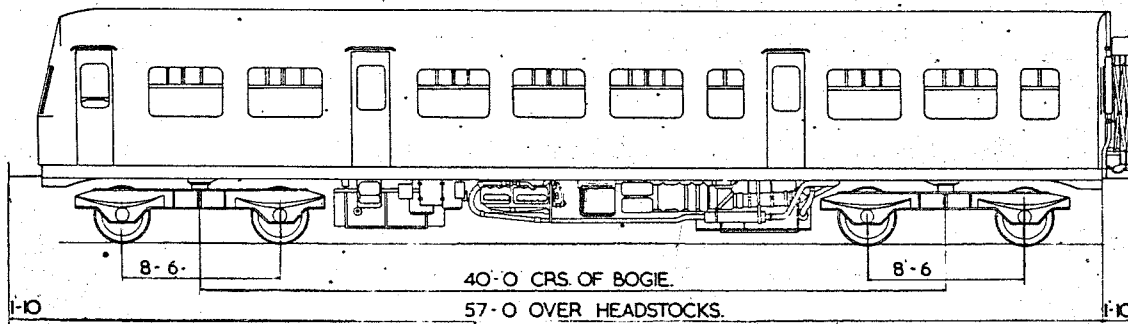 8-6.
8-6
40-0 CRS. OF BOGIE.
1-10
57-0 OVER HEADSTOCKS.
1-10